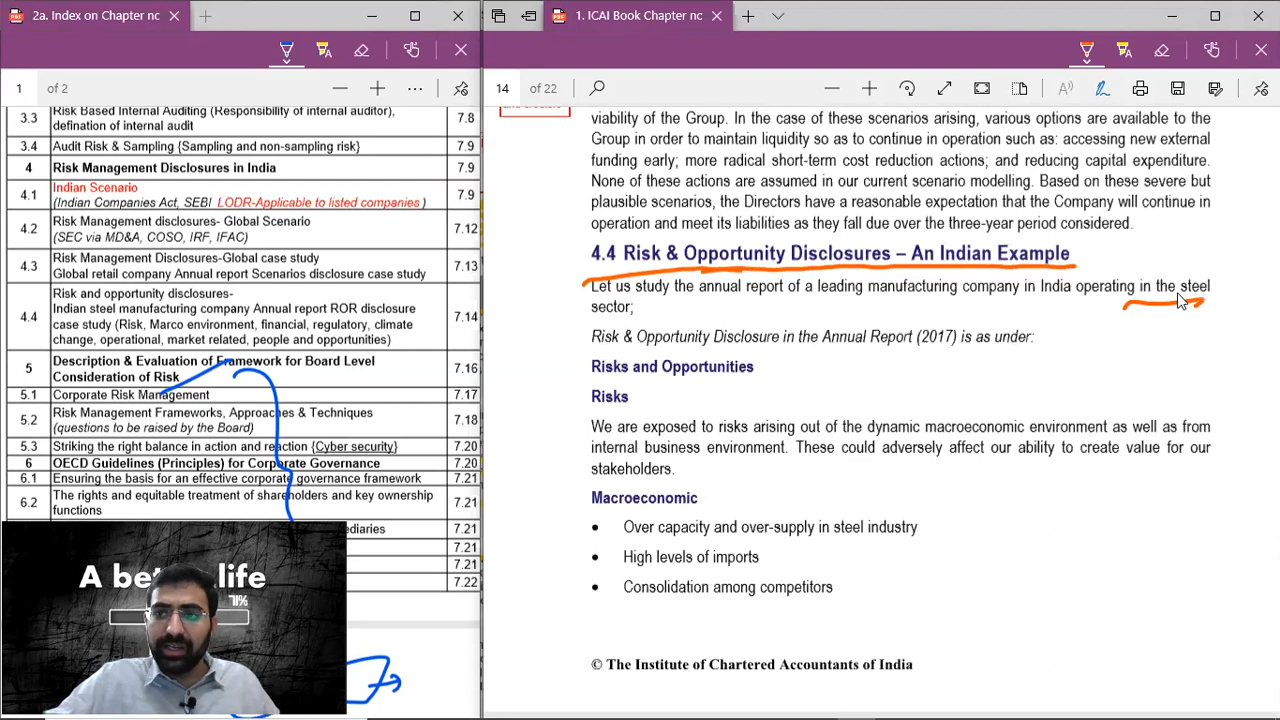 2a. Index on Chapter nc
1. ICAI Book Chapter nc
1 of 2
14 of 22
3.3 Risk Based Internal Auditing (Responsibility of internal auditor), defination of internal audit 7.8
3.4 Audit Risk & Sampling {Sampling and non-sampling risk} 7.9
4 Risk Management Disclosures in India 7.9
4.1 Indian Scenario
(Indian Companies Act, SEBI LODR-Applicable to listed companies) 7.9
4.2 Risk Management disclosures- Global Scenario
(SEC via MD&A, COSO, IRF, IFAC) 7.12
4.3 Risk Management Disclosures-Global case study
Global retail company Annual report Scenarios disclosure case study 7.13
4.4 Risk and opportunity disclosures-
Indian steel manufacturing company Annual report ROR disclosure
case study (Risk, Marco environment, financial, regulatory, climate
change, operational, market related, people and opportunities) 7.14
5 Description & Evaluation of Framework for Board Level
Consideration of Risk 7.16
5.1 Corporate Risk Management 7.17
5.2 Risk Management Frameworks, Approaches & Techniques
(questions to be raised by the Board) 7.18
5.3 Striking the right balance in action and reaction {Cyber security} 7.20
6 OECD Guidelines (Principles) for Corporate Governance 7.20
6.1 Ensuring the basis for an effective corporate governance framework 7.21
6.2 The rights and equitable treatment of shareholders and key ownership
functions 7.21
ediaries 7.21
7.21
7.21
7.22
life
71%
viability of the Group. In the case of these scenarios arising, various options are available to the
Group in order to maintain liquidity so as to continue in operation such as: accessing new external
funding early; more radical short-term cost reduction actions; and reducing capital expenditure.
None of these actions are assumed in our current scenario modelling. Based on these severe but
plausible scenarios, the Directors have a reasonable expectation that the Company will continue in
operation and meet its liabilities as they fall due over the three-year period considered.
4.4 Risk & Opportunity Disclosures – An Indian Example
Let us study the annual report of a leading manufacturing company in India operating in the steel
sector;
Risk & Opportunity Disclosure in the Annual Report (2017) is as under:
Risks and Opportunities
Risks
We are exposed to risks arising out of the dynamic macroeconomic environment as well as from
internal business environment. These could adversely affect our ability to create value for our
stakeholders.
Macroeconomic
• Over capacity and over-supply in steel industry
• High levels of imports
• Consolidation among competitors
© The Institute of Chartered Accountants of India